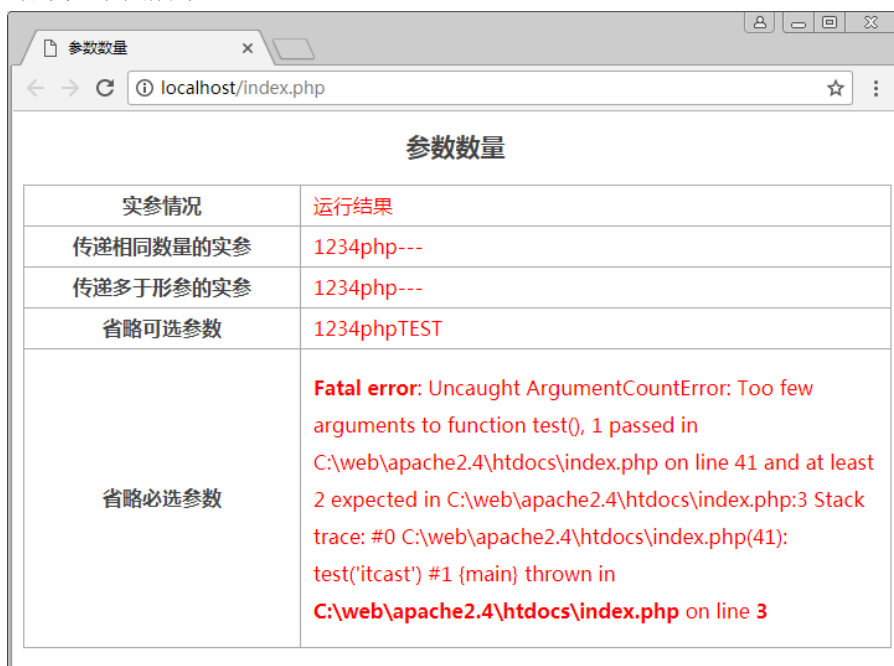 参数数量
localhost/index.php
参数数量
实参情况 运行结果
传递相同数量的实参 1234php---
传递多于形参的实参 1234php---
省略可选参数 1234phpTEST
省略必选参数
Fatal error: Uncaught ArgumentCountError: Too few
arguments to function test(), 1 passed in
C:\web\apache2.4\htdocs\index.php on line 41 and at least
2 expected in C:\web\apache2.4\htdocs\index.php:3 Stack
trace: #0 C:\web\apache2.4\htdocs\index.php(41):
test('itcast') #1 {main} thrown in
C:\web\apache2.4\htdocs\index.php on line 3